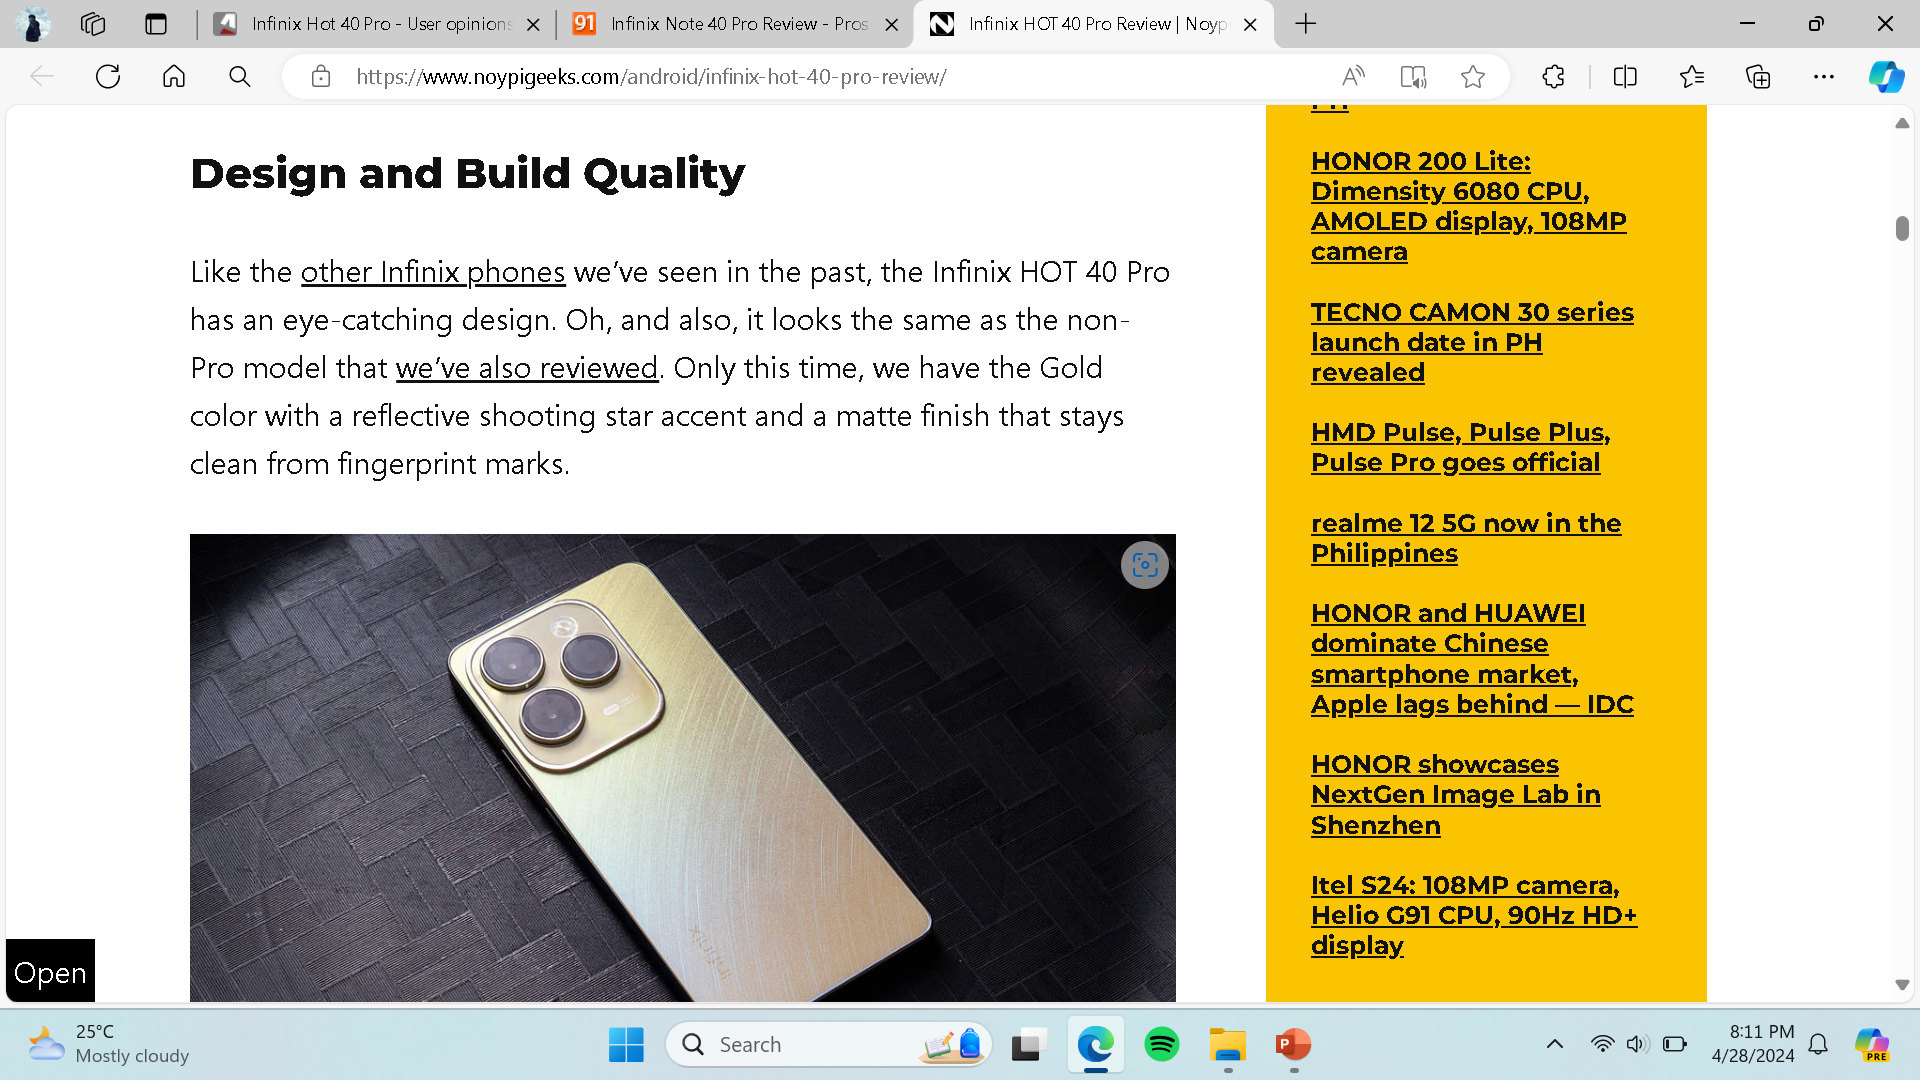 Infinix Hot 40 Pro - User opinions
91
Infinix Note 40 Pro Review - Pros
Infinix HOT 40 Pro Review | Noyp
https://www.noypigeeks.com/android/infinix-hot-40-pro-review/
Design and Build Quality
Like the other Infinix phones we’ve seen in the past, the Infinix HOT 40 Pro
has an eye-catching design. Oh, and also, it looks the same as the non-
Pro model that we’ve also reviewed. Only this time, we have the Gold
color with a reflective shooting star accent and a matte finish that stays
clean from fingerprint marks.
Infinix
PH
HONOR 200 Lite:
Dimensity 6080 CPU,
AMOLED display, 108MP
camera
TECNO CAMON 30 series
launch date in PH
revealed
HMD Pulse, Pulse Plus,
Pulse Pro goes official
realme 12 5G now in the
Philippines
HONOR and HUAWEI
dominate Chinese
smartphone market,
Apple lags behind — IDC
HONOR showcases
NextGen Image Lab in
Shenzhen
Itel S24: 108MP camera,
Helio G91 CPU, 90Hz HD+
display
Open
25°C
Mostly cloudy
Search
8:11 PM
4/28/2024
PRE